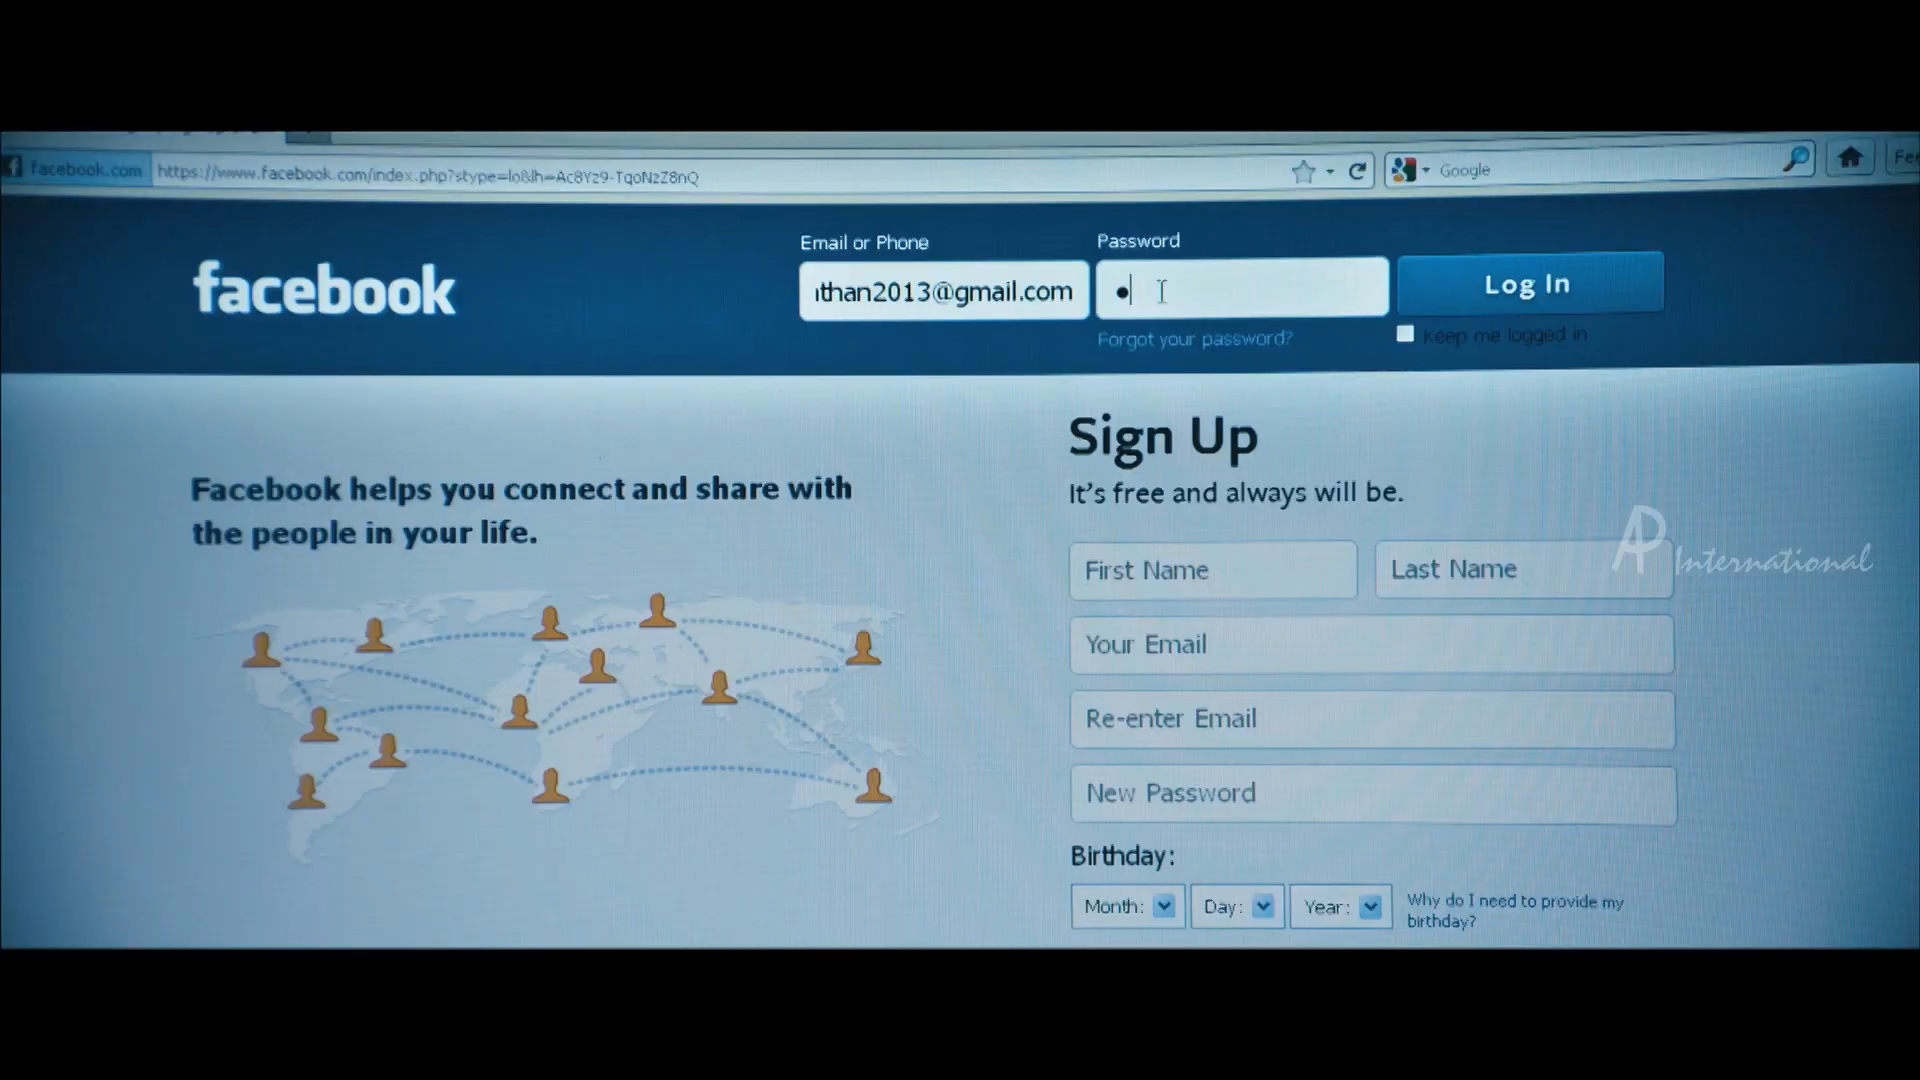 facebook.com https://www.facebook.com/index.php?stype=lo&lh=Ac8Yz9-TqoNzZ8nQ Google
Email or Phone Password
facebook
than2013@gmail.com ● Log In
Forgot your password? Keep me logged in
Sign Up
It's free and always will be.
Facebook helps you connect and share with
the people in your life.
First Name Last Name
AP International
Your Email
Re-enter Email
New Password
Birthday:
Month: Day: Year: Why do I need to provide my
birthday?